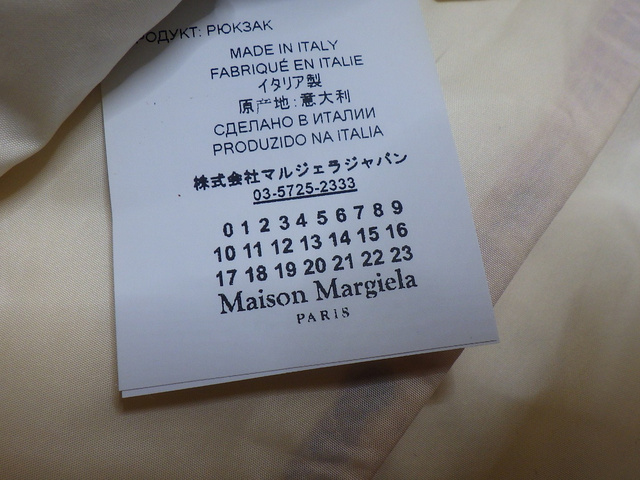 РОДУКТ: РЮКЗАК
MADE IN ITALY
FABRIQUÉ EN ITALIE
イタリア製
原产地:意大利
СДЕЛАНО В ИТАЛИИ
PRODUZIDO NA ITALIA
株式会社マルジェラジャパン
03-5725-2333
0 1 2 3 4 5 6 7 8 9
10 11 12 13 14 15 16
17 18 19 20 21 22 23
Maison Margiela
PARIS